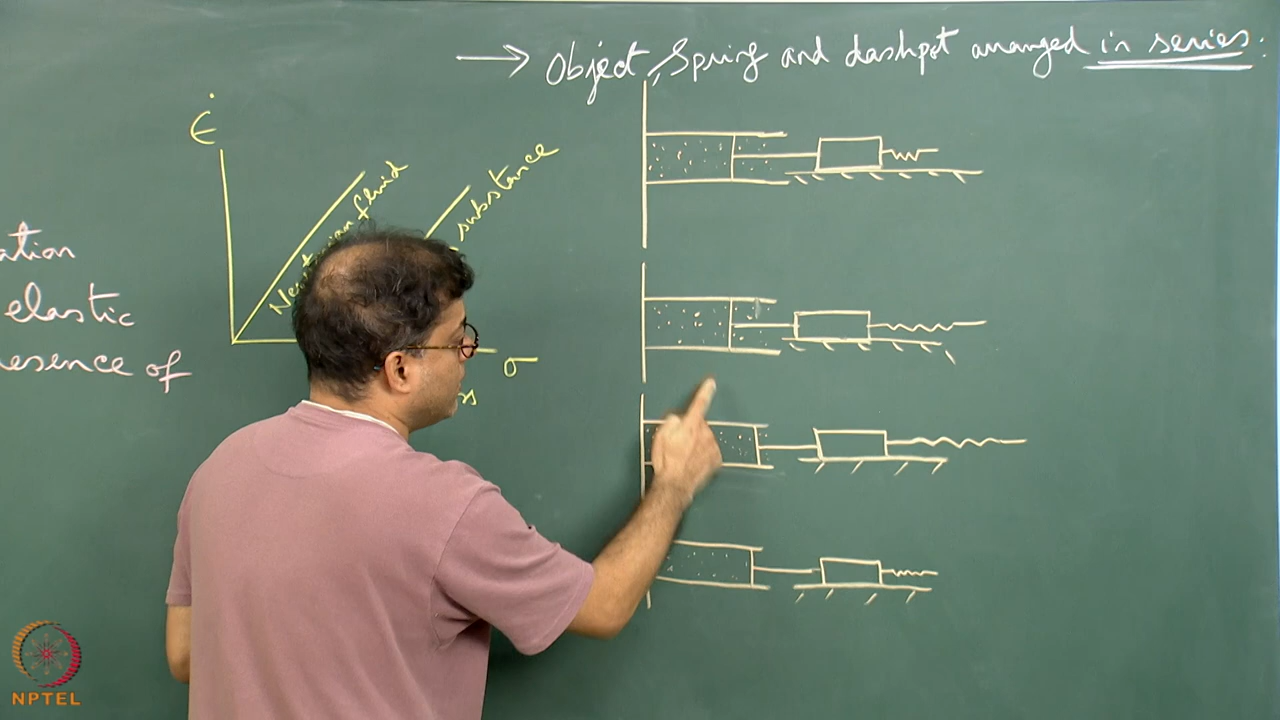 → Object, Spring and dashpot arranged in series.
ε̇
Newtonian fluid
substance
ation
elastic
esence of
σ
NPTEL